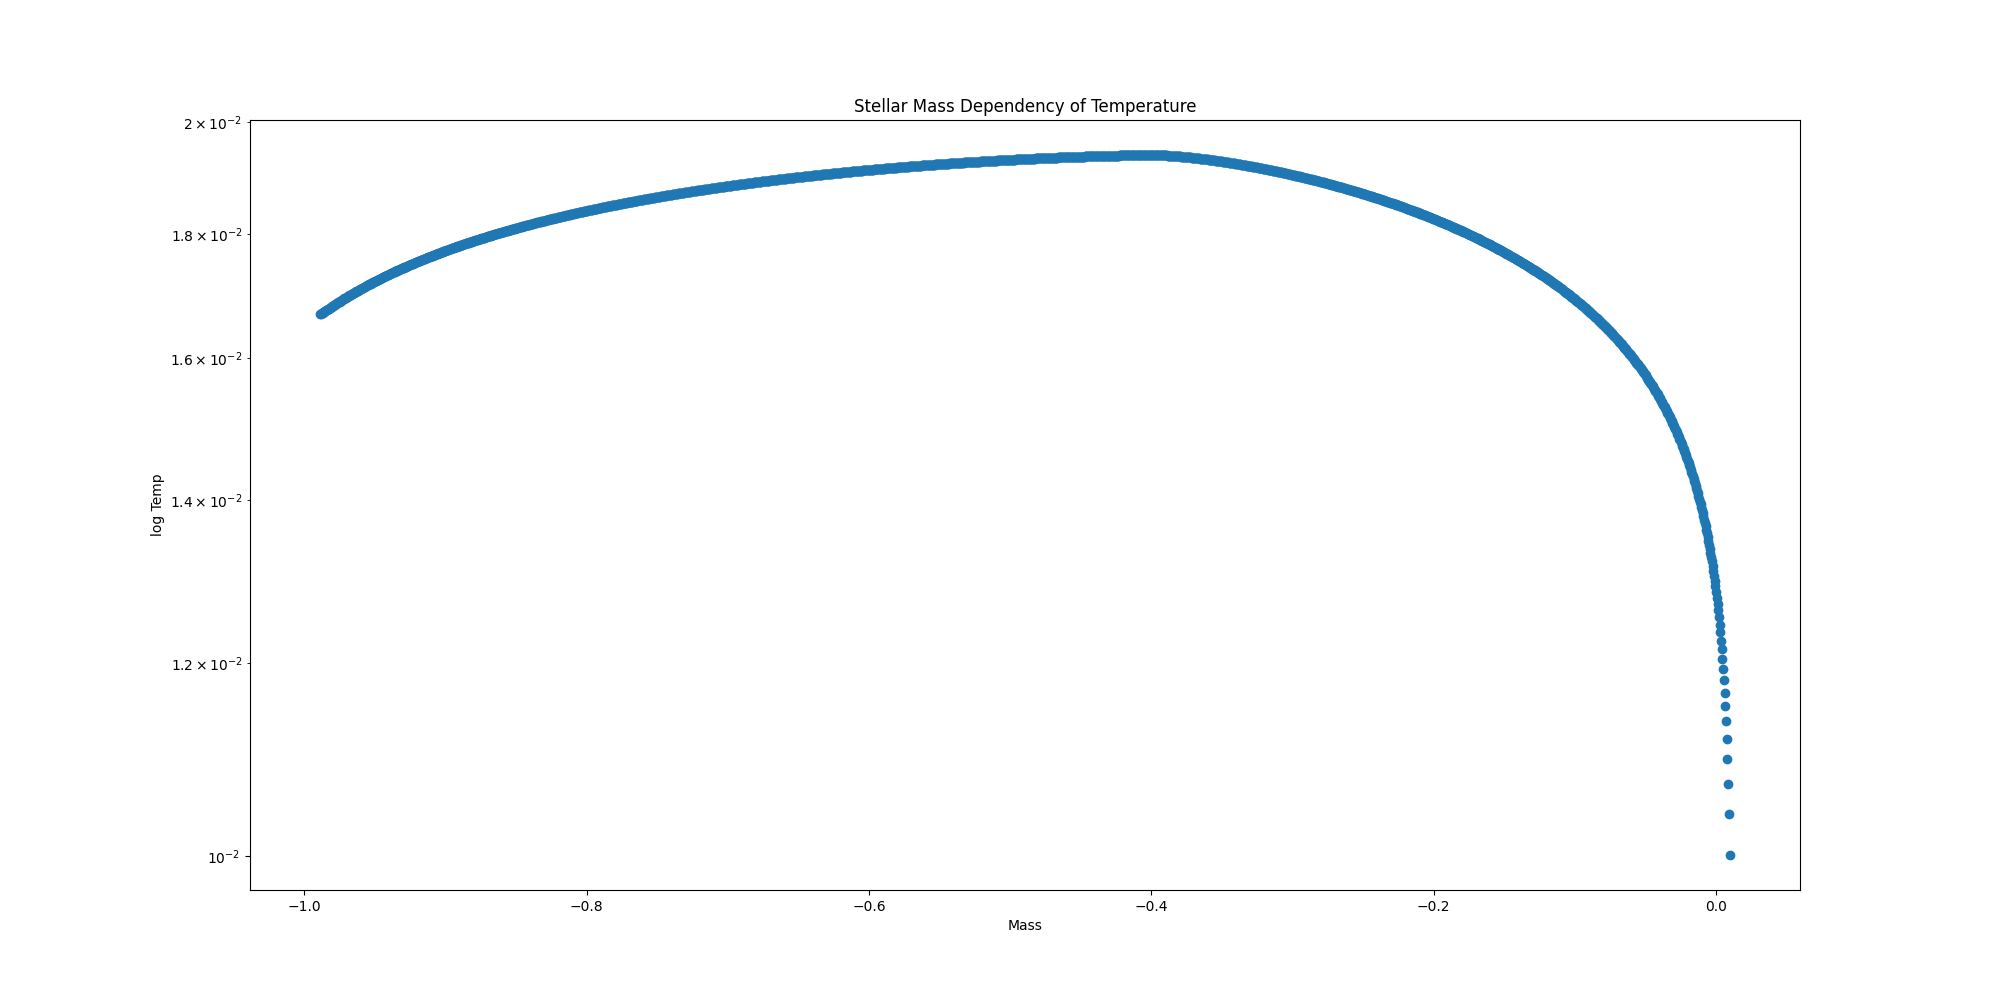 Stellar Mass Dependency of Temperature
2 × 10⁻²
1.8 × 10⁻²
1.6 × 10⁻²
1.4 × 10⁻²
1.2 × 10⁻²
10⁻²
log Temp
−1.0 −0.8 −0.6 −0.4 −0.2 0.0
Mass